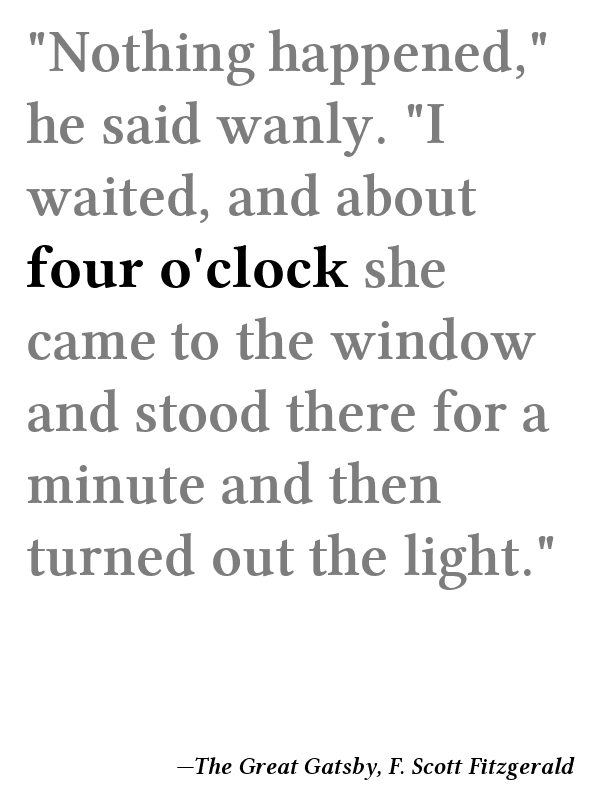 "Nothing happened,"
he said wanly. "I
waited, and about
four o'clock she
came to the window
and stood there for a
minute and then
turned out the light."
—The Great Gatsby, F. Scott Fitzgerald